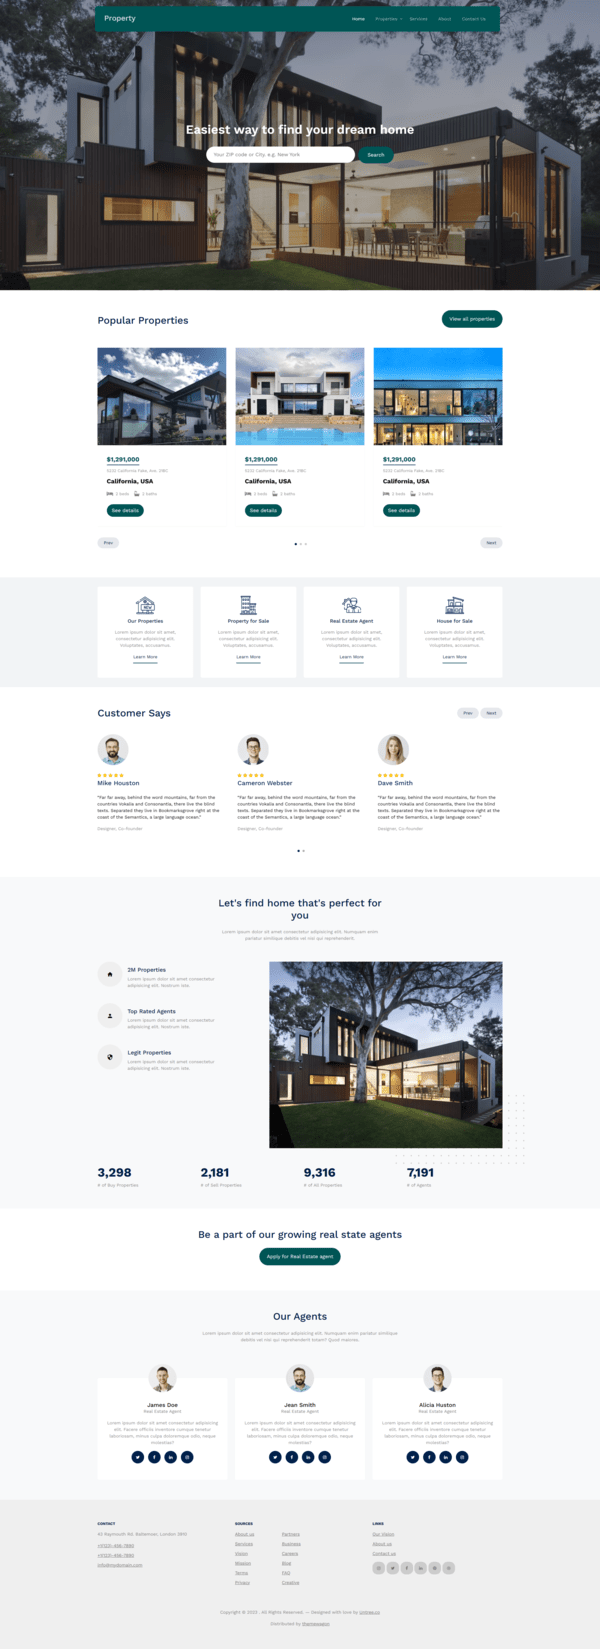 Property
Home Properties Services About Contact Us
Easiest way to find your dream home
Your ZIP code or City. e.g. New York
Search
Popular Properties
View all properties
$1,291,000
5232 California Fake, Ave. 21BC
California, USA
2 beds 2 baths
See details
$1,291,000
5232 California Fake, Ave. 21BC
California, USA
2 beds 2 baths
See details
$1,291,000
5232 California Fake, Ave. 21BC
California, USA
2 beds 2 baths
See details
Prev
Next
NEW
Our Properties
Lorem ipsum dolor sit amet,
consectetur adipisicing elit.
Voluptates, accusamus.
Learn More
Property for Sale
Lorem ipsum dolor sit amet,
consectetur adipisicing elit.
Voluptates, accusamus.
Learn More
Real Estate Agent
Lorem ipsum dolor sit amet,
consectetur adipisicing elit.
Voluptates, accusamus.
Learn More
House for Sale
Lorem ipsum dolor sit amet,
consectetur adipisicing elit.
Voluptates, accusamus.
Learn More
Customer Says
Prev Next
Mike Houston
"Far far away, behind the word mountains, far from the
countries Vokalia and Consonantia, there live the blind
texts. Separated they live in Bookmarksgrove right at the
coast of the Semantics, a large language ocean."
Designer, Co-founder
Cameron Webster
"Far far away, behind the word mountains, far from the
countries Vokalia and Consonantia, there live the blind
texts. Separated they live in Bookmarksgrove right at the
coast of the Semantics, a large language ocean."
Designer, Co-founder
Dave Smith
"Far far away, behind the word mountains, far from the
countries Vokalia and Consonantia, there live the blind
texts. Separated they live in Bookmarksgrove right at the
coast of the Semantics, a large language ocean."
Designer, Co-founder
Let's find home that's perfect for
you
Lorem ipsum dolor sit amet consectetur adipisicing elit. Numquam enim
pariatur similique debitis vel nisi qui reprehenderit.
2M Properties
Lorem ipsum dolor sit amet consectetur
adipisicing elit. Nostrum iste.
Top Rated Agents
Lorem ipsum dolor sit amet consectetur
adipisicing elit. Nostrum iste.
Legit Properties
Lorem ipsum dolor sit amet consectetur
adipisicing elit. Nostrum iste.
3,298
# of Buy Properties
2,181
# of Sell Properties
9,316
# of All Properties
7,191
# of Agents
Be a part of our growing real state agents
Apply for Real Estate agent
Our Agents
Lorem ipsum dolor sit amet consectetur adipisicing elit. Numquam enim pariatur similique
debitis vel nisi qui reprehenderit totam? Quod maiores.
James Doe
Real Estate Agent
Lorem ipsum dolor sit amet consectetur adipisicing
elit. Facere officiis inventore cumque tenetur
laboriosam, minus culpa doloremque odio, neque
molestias?
Jean Smith
Real Estate Agent
Lorem ipsum dolor sit amet consectetur adipisicing
elit. Facere officiis inventore cumque tenetur
laboriosam, minus culpa doloremque odio, neque
molestias?
Alicia Huston
Real Estate Agent
Lorem ipsum dolor sit amet consectetur adipisicing
elit. Facere officiis inventore cumque tenetur
laboriosam, minus culpa doloremque odio, neque
molestias?
CONTACT
43 Raymouth Rd. Baltemoer, London 3910
+1(123)-456-7890
+1(123)-456-7890
info@mydomain.com
SOURCES
About us
Services
Vision
Mission
Terms
Privacy
Partners
Business
Careers
Blog
FAQ
Creative
LINKS
Our Vision
About us
Contact us
Copyright © 2023 . All Rights Reserved. — Designed with love by Untree.co
Distributed by themewagon